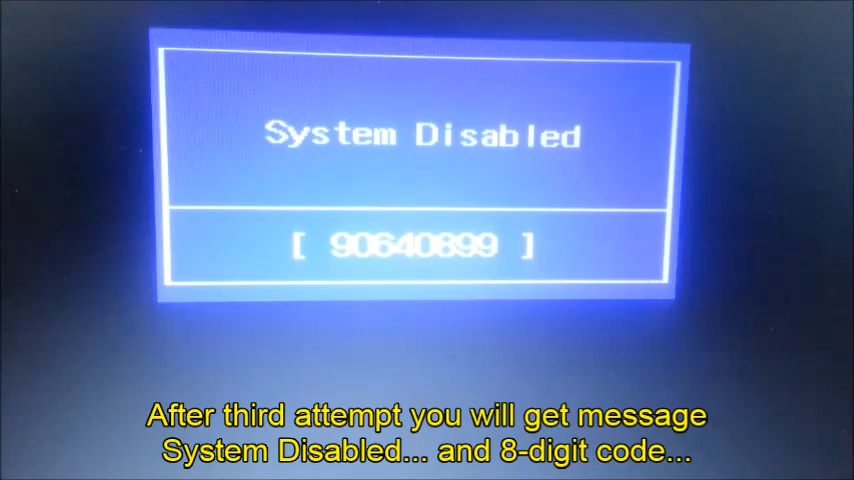 System Disabled
[ 90640899 ]
After third attempt you will get message
System Disabled... and 8-digit code...